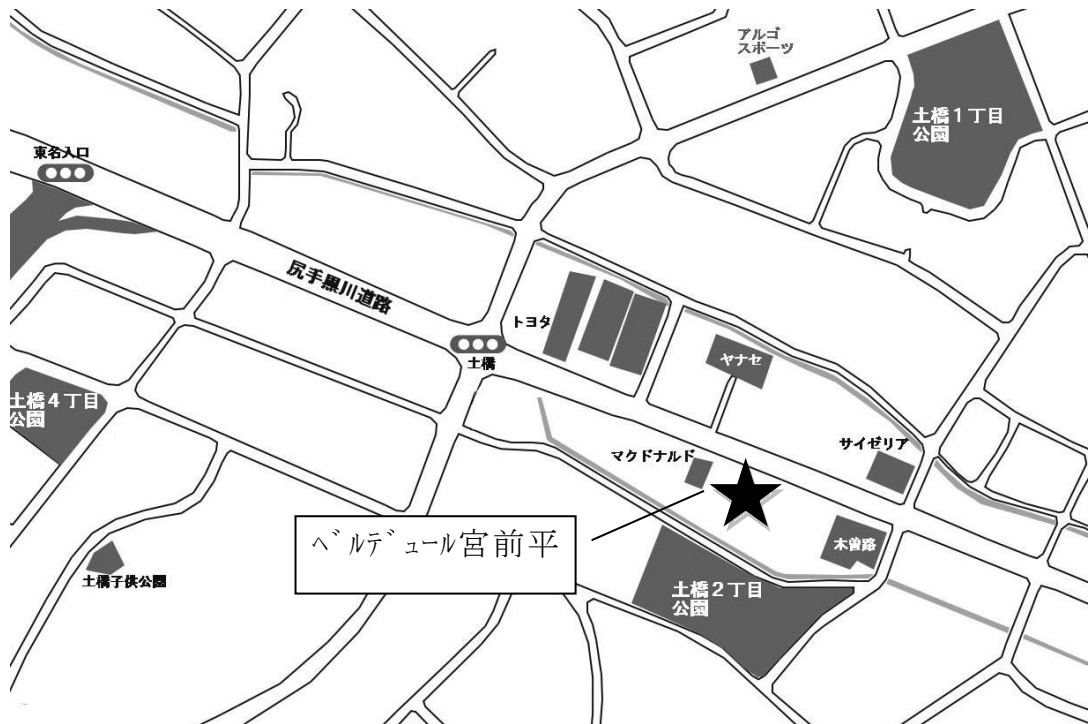 アルゴ
スポーツ
土橋１丁目
公園
東名入口
尻手黒川道路
トヨタ
土橋
ヤナセ
土橋４丁目
公園
サイゼリア
マクドナルド
ﾍﾞﾙﾃﾞｭｰﾙ宮前平
木曽路
土橋子供公園
土橋２丁目
公園